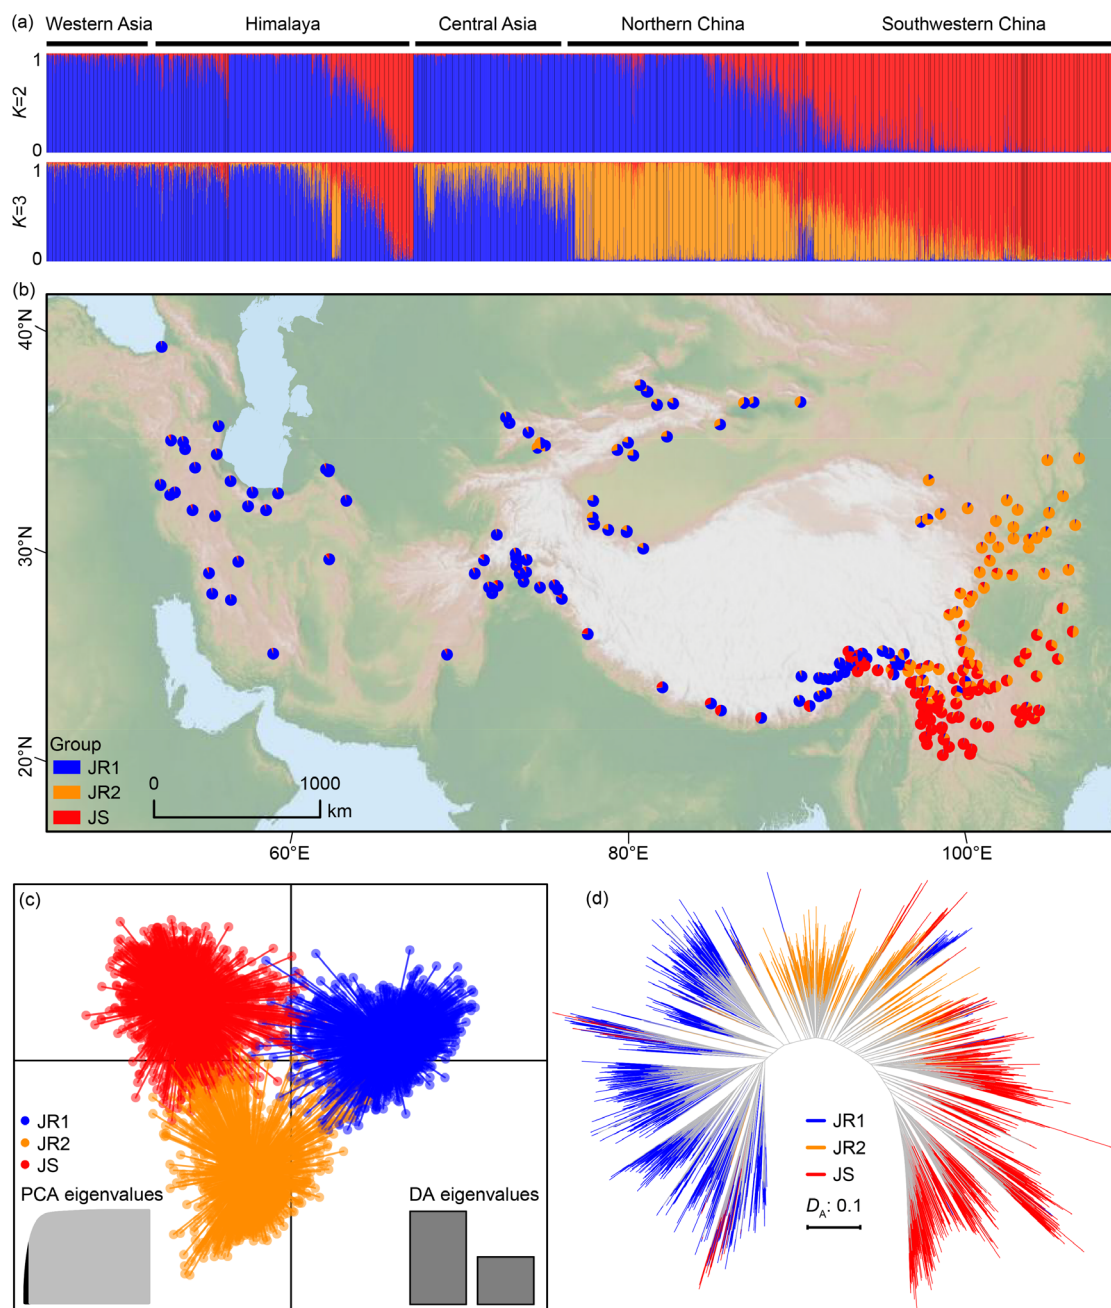 (a)
Western Asia Himalaya Central Asia Northern China Southwestern China
1
K=2
0
1
K=3
0
(b)
40°N
30°N
20°N
Group
JR1
JR2
JS
0 1000
km
60°E 80°E 100°E
(c)
JR1
JR2
JS
PCA eigenvalues DA eigenvalues
(d)
JR1
JR2
JS
DA: 0.1